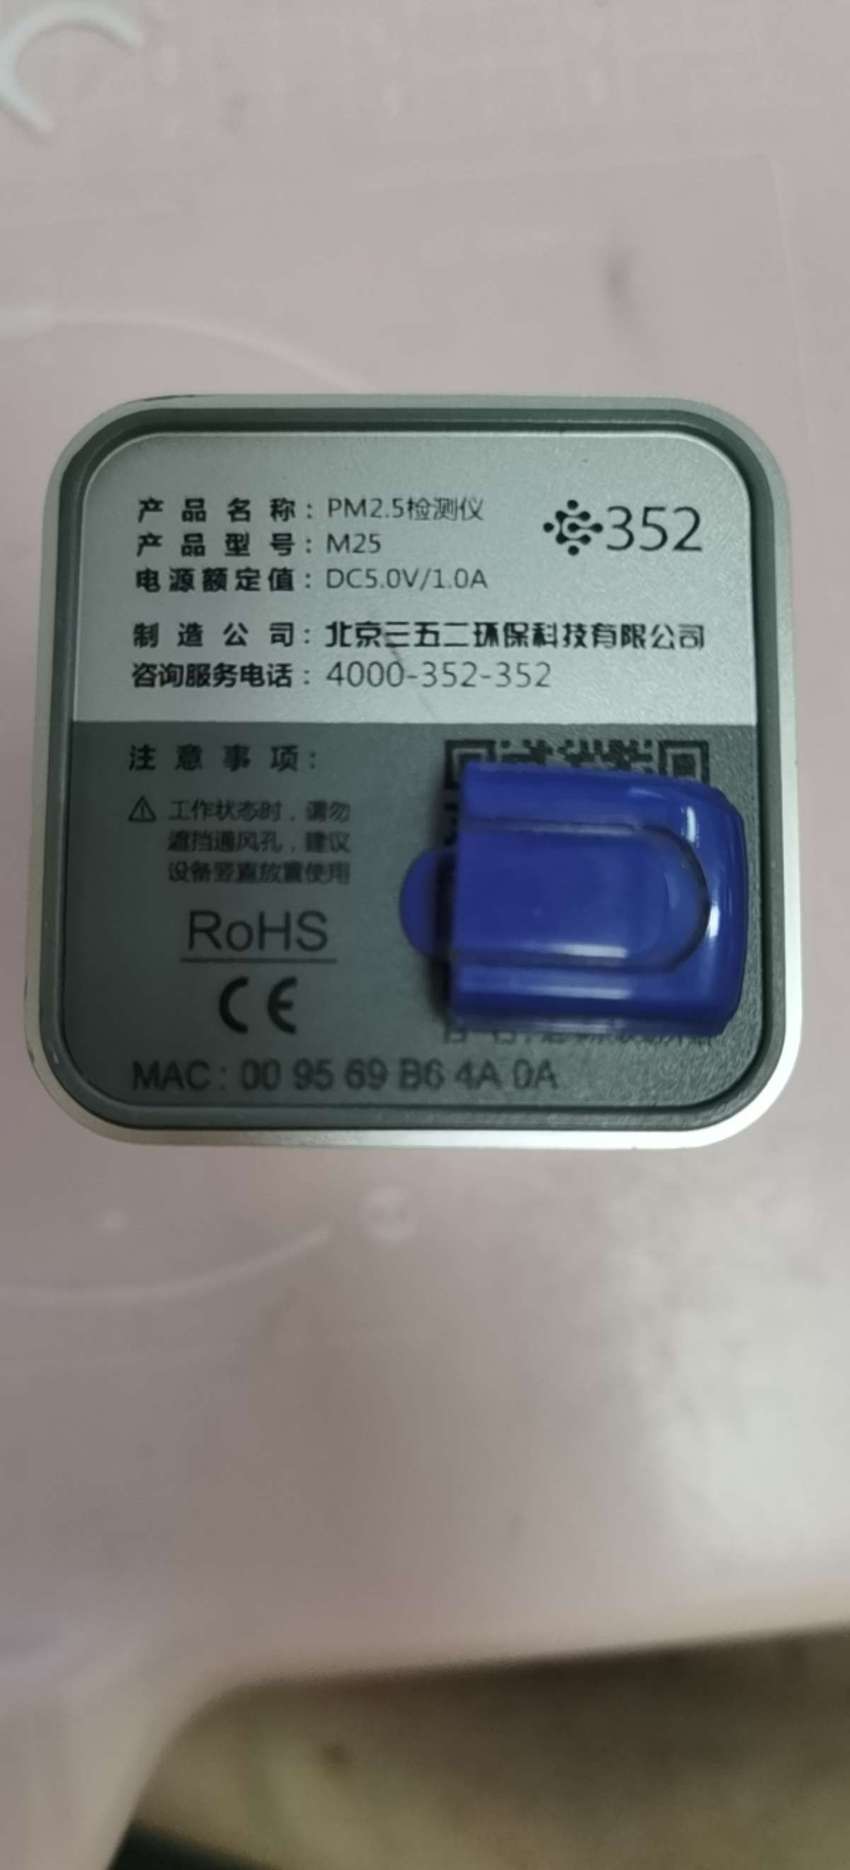 产品名称：PM2.5检测仪
352
产品型号：M25
电源额定值：DC5.0V/1.0A
制造公司：北京三五二环保科技有限公司
咨询服务电话：4000-352-352
注意事项：
工作状态时，请勿
遮挡通风孔，建议
设备竖直放置使用
RoHS
CE
MAC：00 95 69 B6 4A 0A